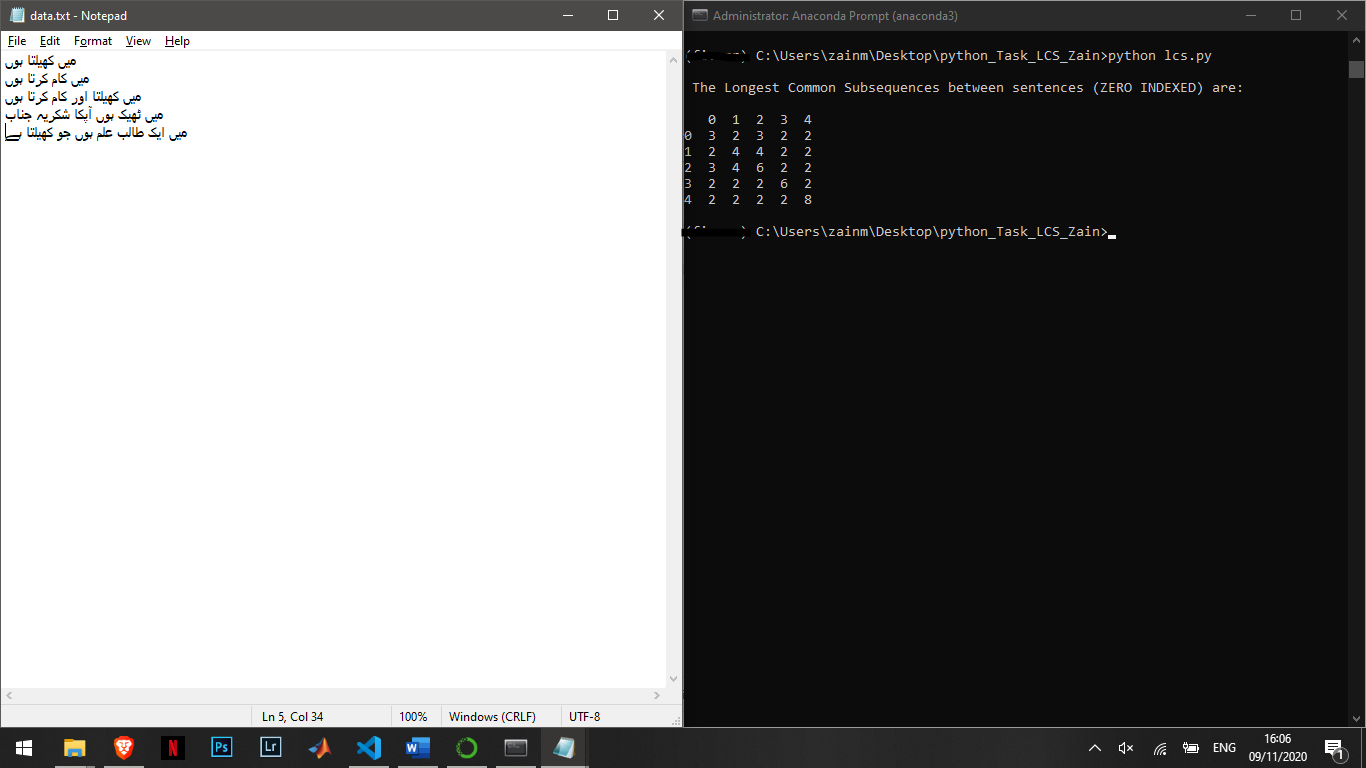 data.txt - Notepad
File Edit Format View Help
میں کھیلتا ہوں
میں کام کرتا ہوں
میں کھیلتا اور کام کرتا ہوں
میں ٹھیک ہوں آپکا شکریہ جناب
میں ایک طالب علم ہوں جو کھیلتا ہے
Ln 5, Col 34 100% Windows (CRLF) UTF-8
Administrator: Anaconda Prompt (anaconda3)
C:\Users\zainm\Desktop\python_Task_LCS_Zain>python lcs.py
The Longest Common Subsequences between sentences (ZERO INDEXED) are:
0 1 2 3 4
0 3 2 3 2 2
1 2 4 4 2 2
2 3 4 6 2 2
3 2 2 2 6 2
4 2 2 2 2 8
C:\Users\zainm\Desktop\python_Task_LCS_Zain>
N Ps Lr W
ENG
16:06
09/11/2020
1